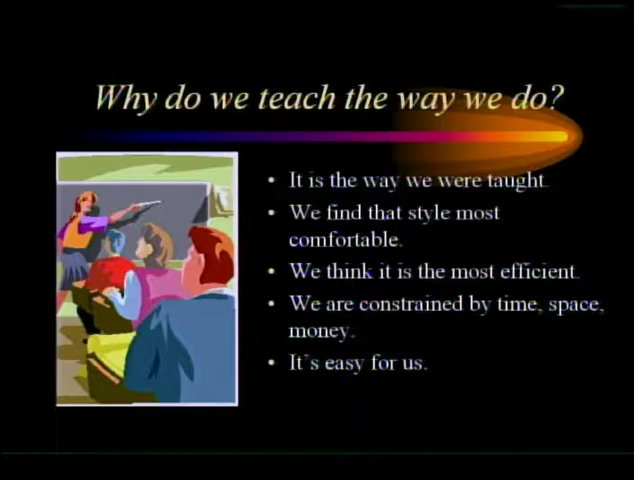 Why do we teach the way we do?
• It is the way we were taught.
• We find that style most
comfortable.
• We think it is the most efficient.
• We are constrained by time, space,
money.
• It's easy for us.